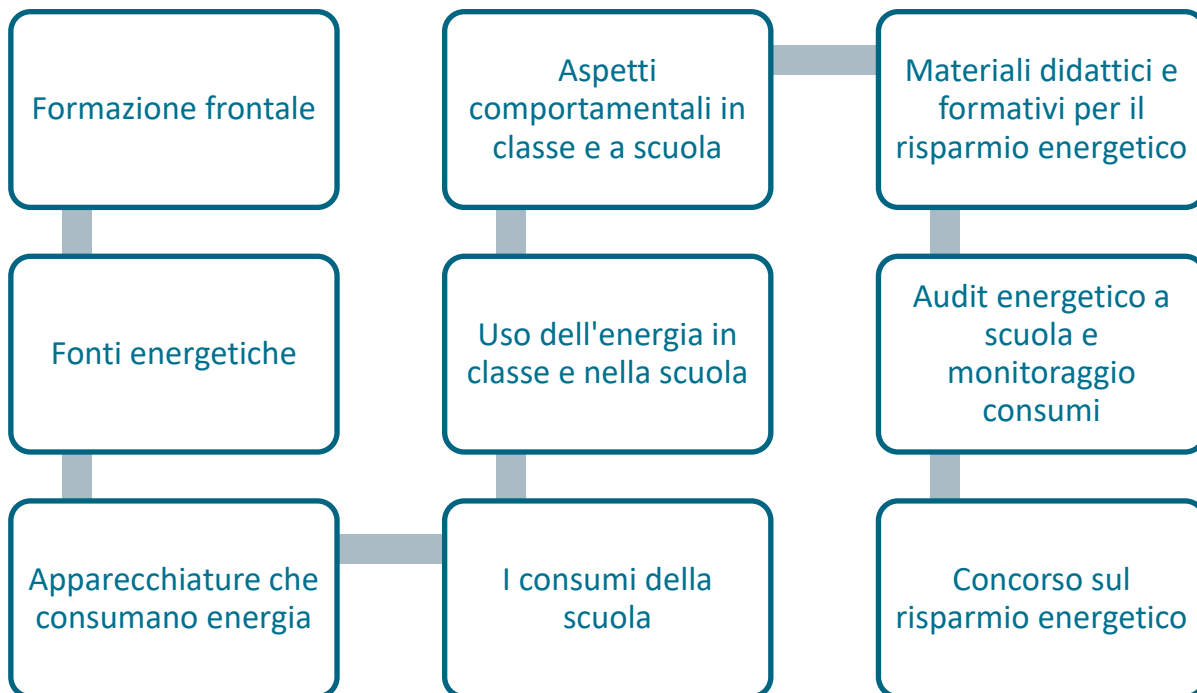 Formazione frontale
Fonti energetiche
Apparecchiature che
consumano energia
I consumi della
scuola
Uso dell'energia in
classe e nella scuola
Aspetti
comportamentali in
classe e a scuola
Materiali didattici e
formativi per il
risparmio energetico
Audit energetico a
scuola e
monitoraggio
consumi
Concorso sul
risparmio energetico